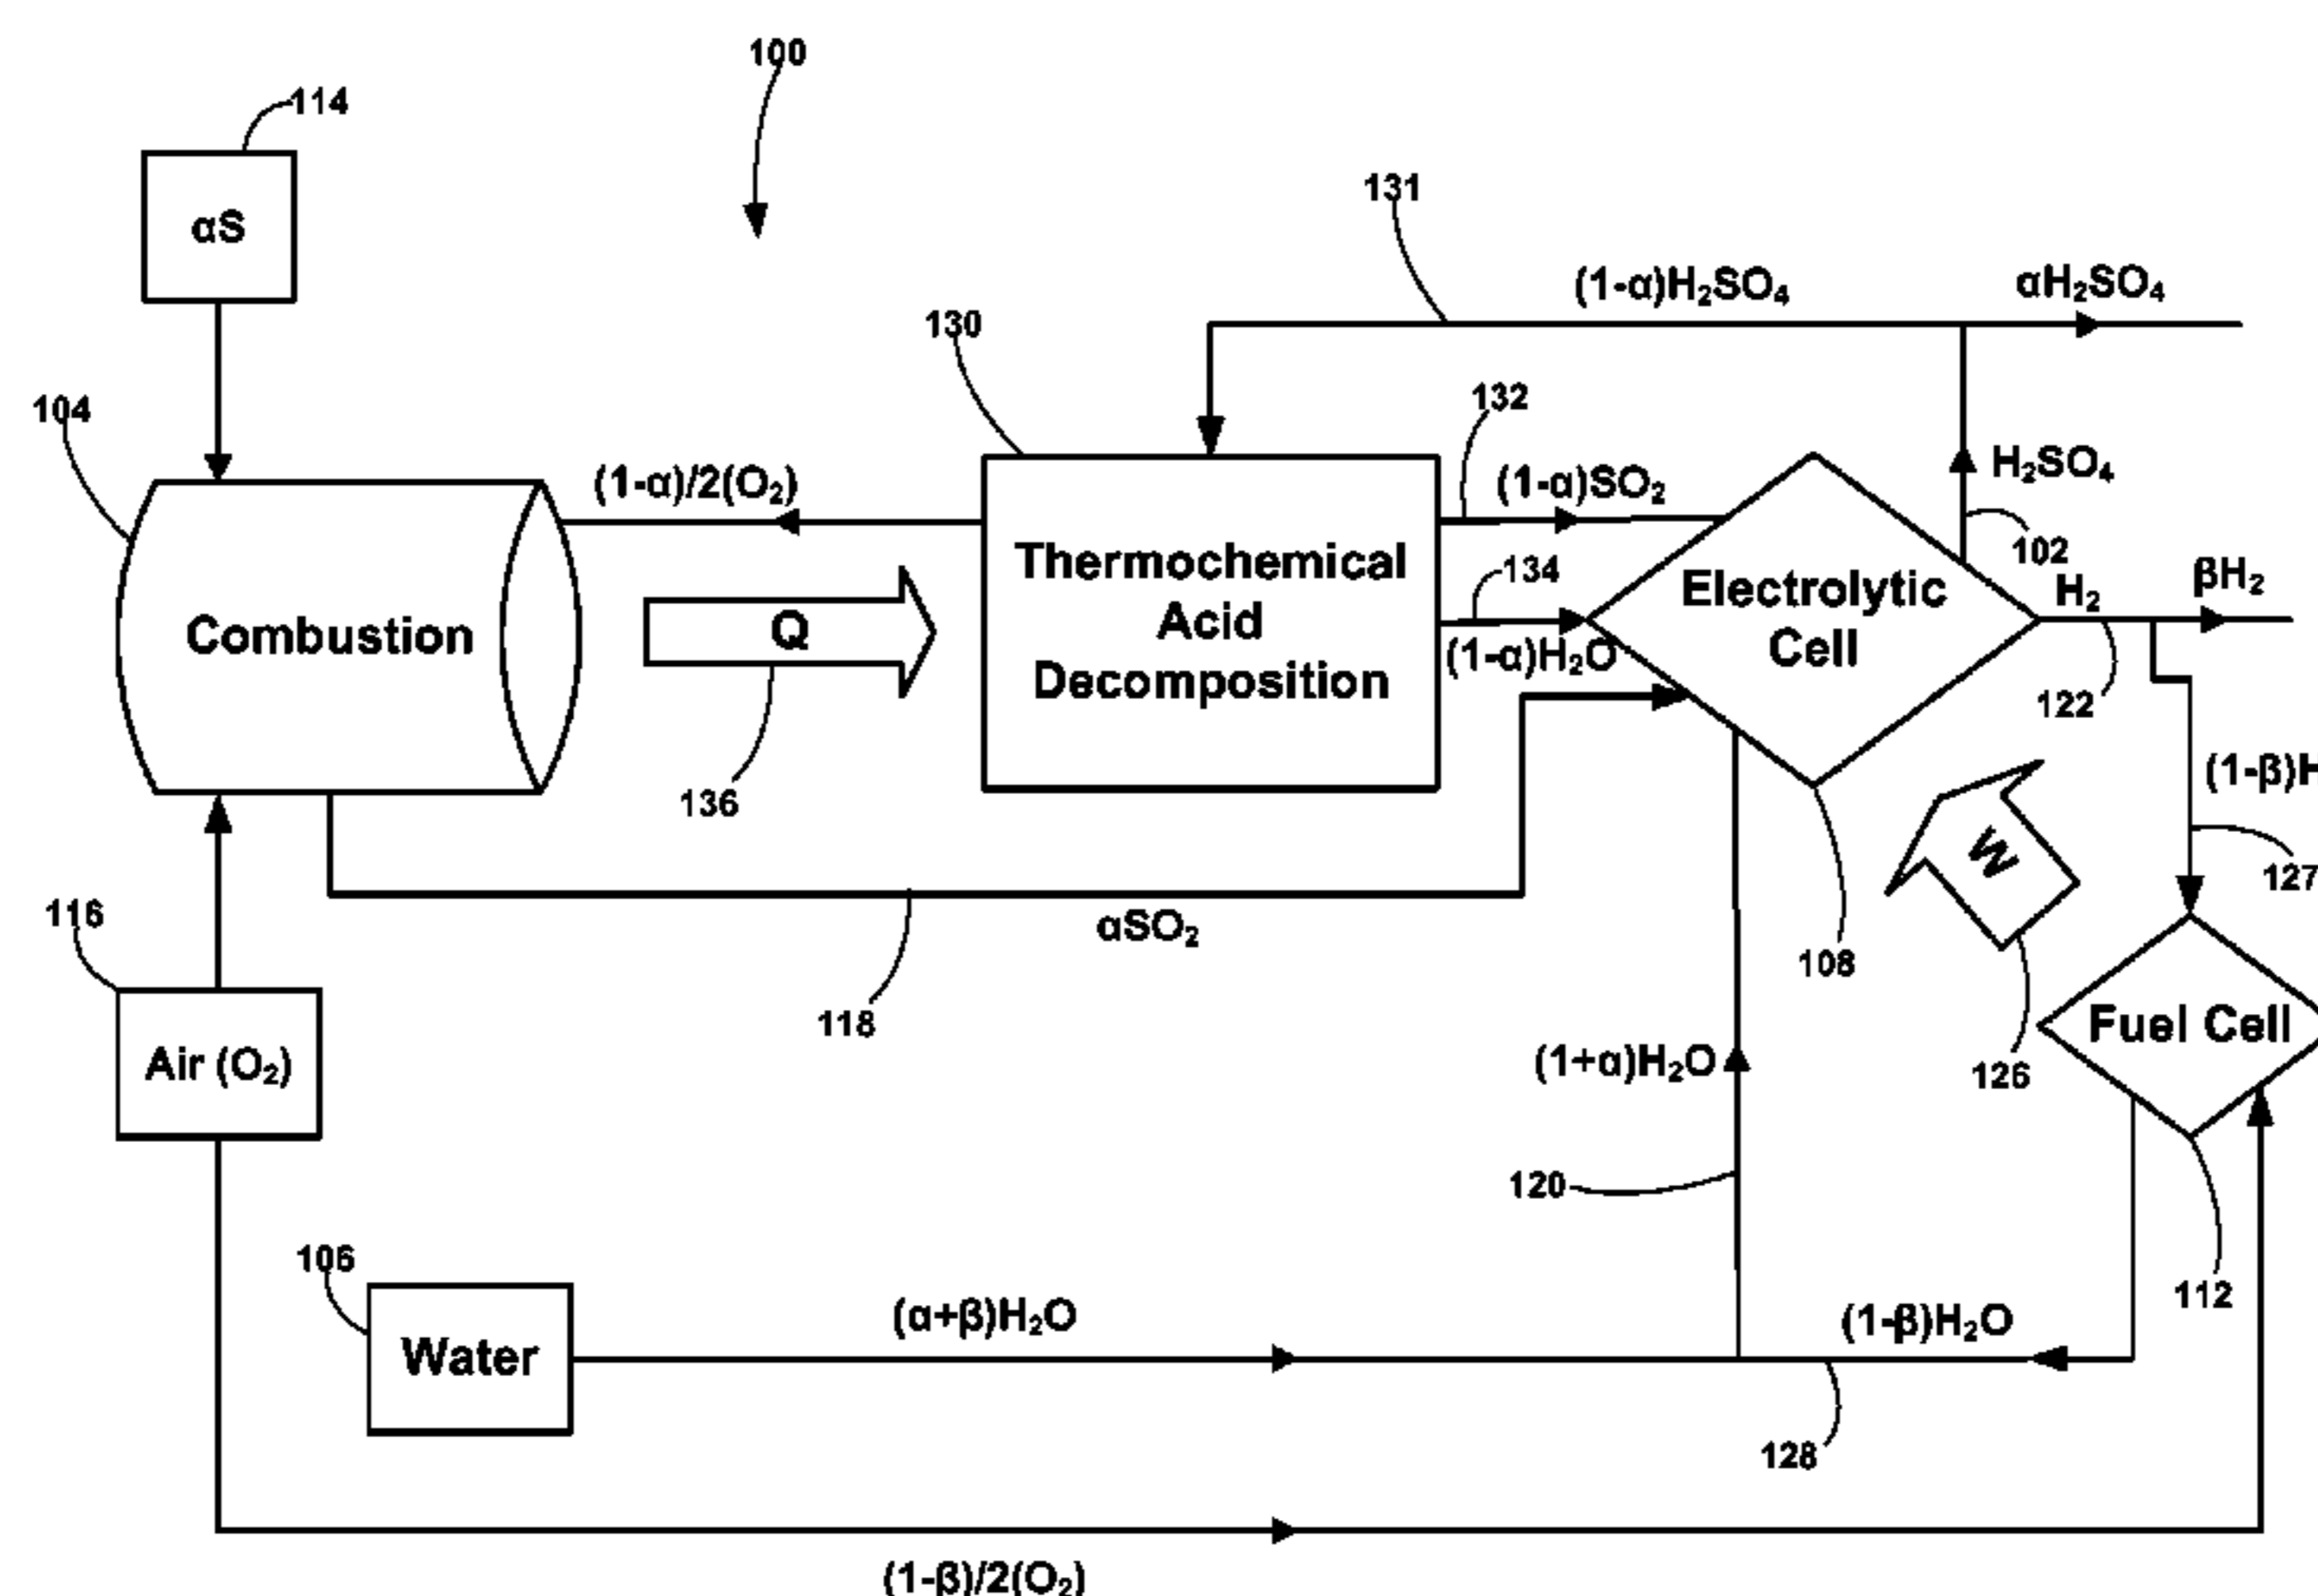 100
114
αS
131
(1-α)H₂SO₄
αH₂SO₄
130
104
132
(1-α)/2(O₂)
(1-α)SO₂
H₂SO₄
102
Thermochemical
Acid
Decomposition
134
Electrolytic
Cell
H₂
βH₂
Combustion
Q
(1-α)H₂O
122
136
(1-β)H
W
127
116
αSO₂
108
118
Air (O₂)
Fuel Cell
(1+α)H₂O
126
120
106
112
(α+β)H₂O
(1-β)H₂O
Water
128
(1-β)/2(O₂)